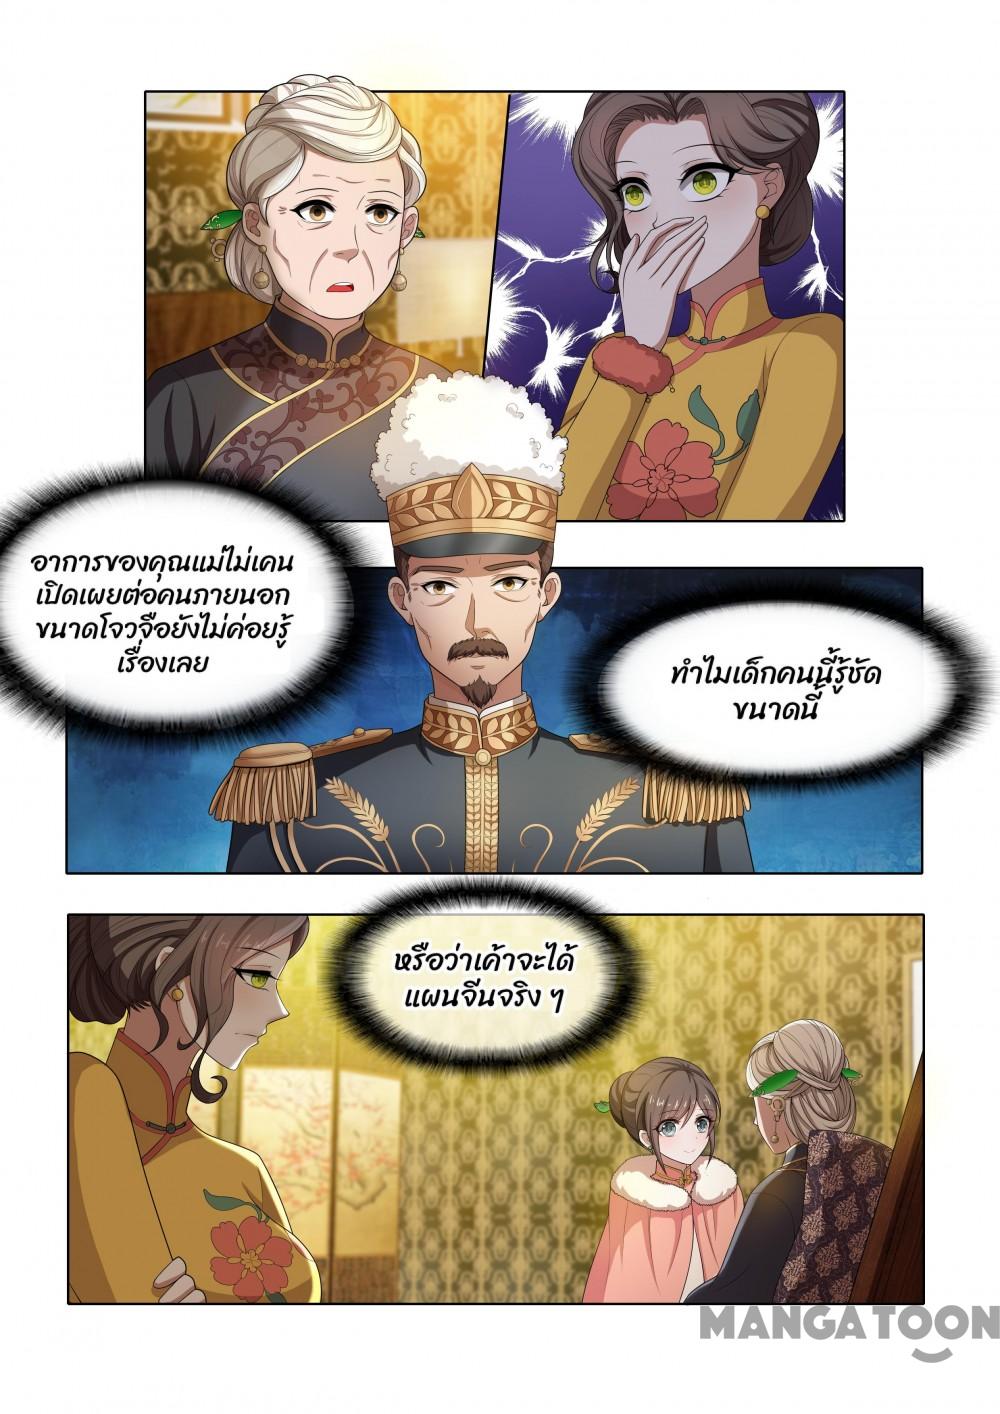 อาการของคุณแม่ไม่เคน
เปิดเผยต่อคนภายนอก
ขนาดโจวจือยังไม่ค่อยรู้
เรื่องเลย
ทำไมเด็กคนนี้รู้ชัด
ขนาดนี้
หรือว่าเค้าจะได้
แผนจีนจริง ๆ
MANGATOON